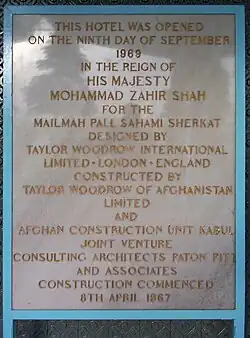 THIS HOTEL WAS OPENED
ON THE NINTH DAY OF SEPTEMBER
1969
IN THE REIGN OF
HIS MAJESTY
MOHAMMAD ZAHIR SHAH
FOR THE
MAILMAH PALL SAHAMI SHERKAT
DESIGNED BY
TAYLOR WOODROW INTERNATIONAL
LIMITED · LONDON · ENGLAND
CONSTRUCTED BY
TAYLOR WOODROW OF AFGHANISTAN
LIMITED
AND
AFGHAN CONSTRUCTION UNIT KABUL
JOINT VENTURE
CONSULTING ARCHITECTS PATON PITT
AND ASSOCIATES
CONSTRUCTION COMMENCED
8TH APRIL 1967